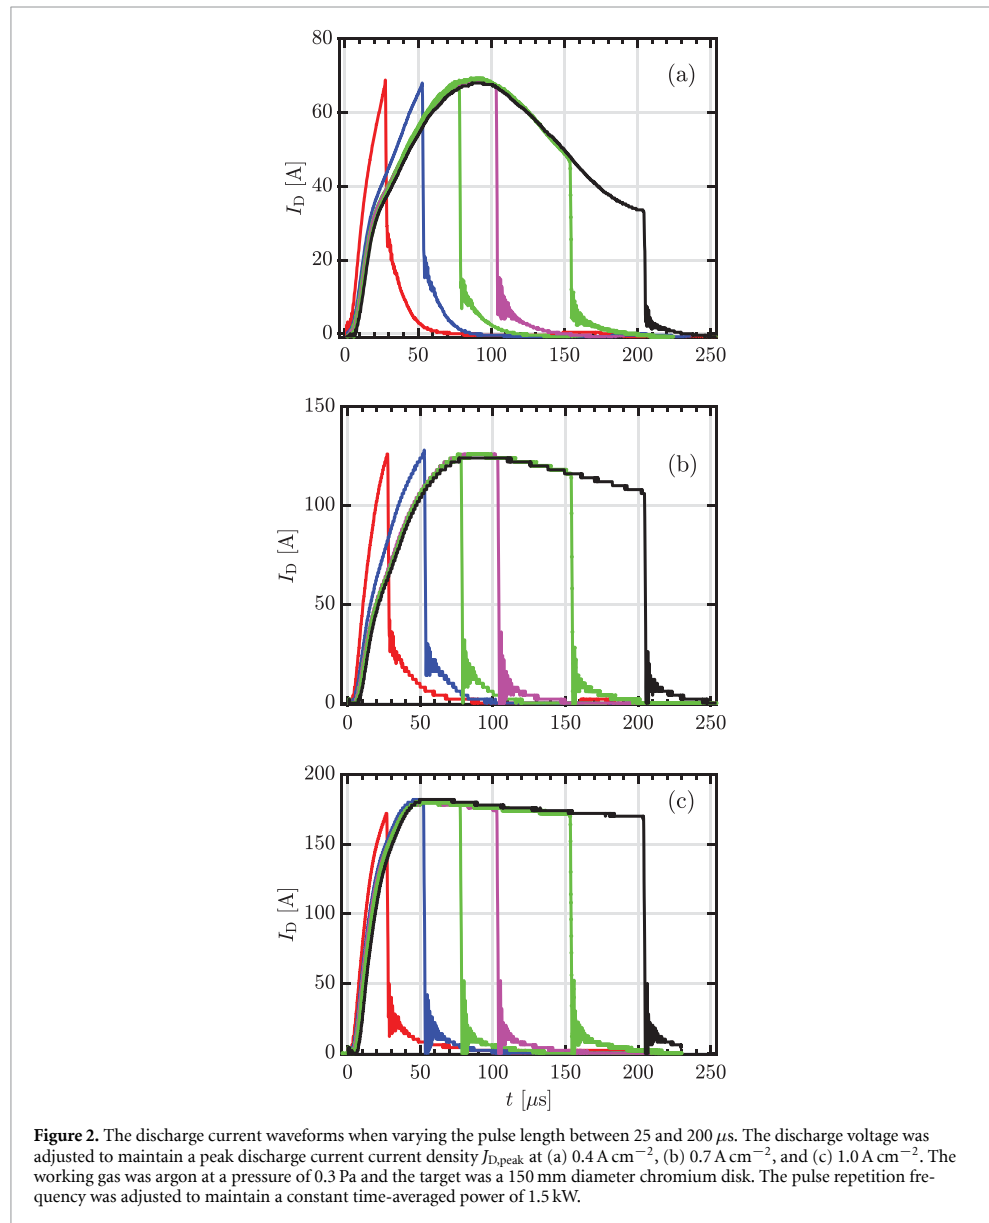 80
60
40
20
0
I_D [A]
(a)
0 50 100 150 200 250
150
100
50
0
I_D [A]
(b)
0 50 100 150 200 250
200
150
100
50
0
I_D [A]
(c)
0 50 100 150 200 250
t [μs]
Figure 2. The discharge current waveforms when varying the pulse length between 25 and 200 μs. The discharge voltage was
adjusted to maintain a peak discharge current current density J_D,peak at (a) 0.4 A cm⁻², (b) 0.7 A cm⁻², and (c) 1.0 A cm⁻². The
working gas was argon at a pressure of 0.3 Pa and the target was a 150 mm diameter chromium disk. The pulse repetition fre-
quency was adjusted to maintain a constant time-averaged power of 1.5 kW.